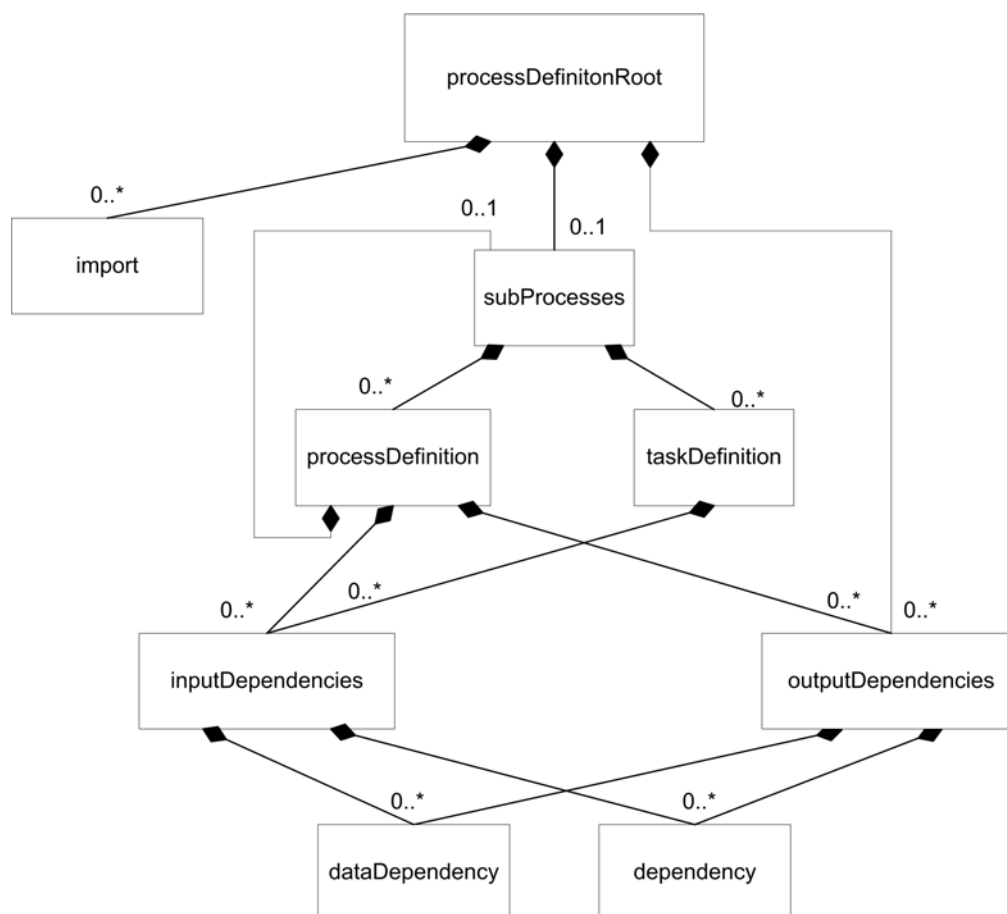 processDefinitonRoot
0..*
0..1
0..1
import
subProcesses
0..*
0..*
processDefinition
taskDefinition
0..*
0..*
0..*
0..*
inputDependencies
outputDependencies
0..*
0..*
dataDependency
dependency